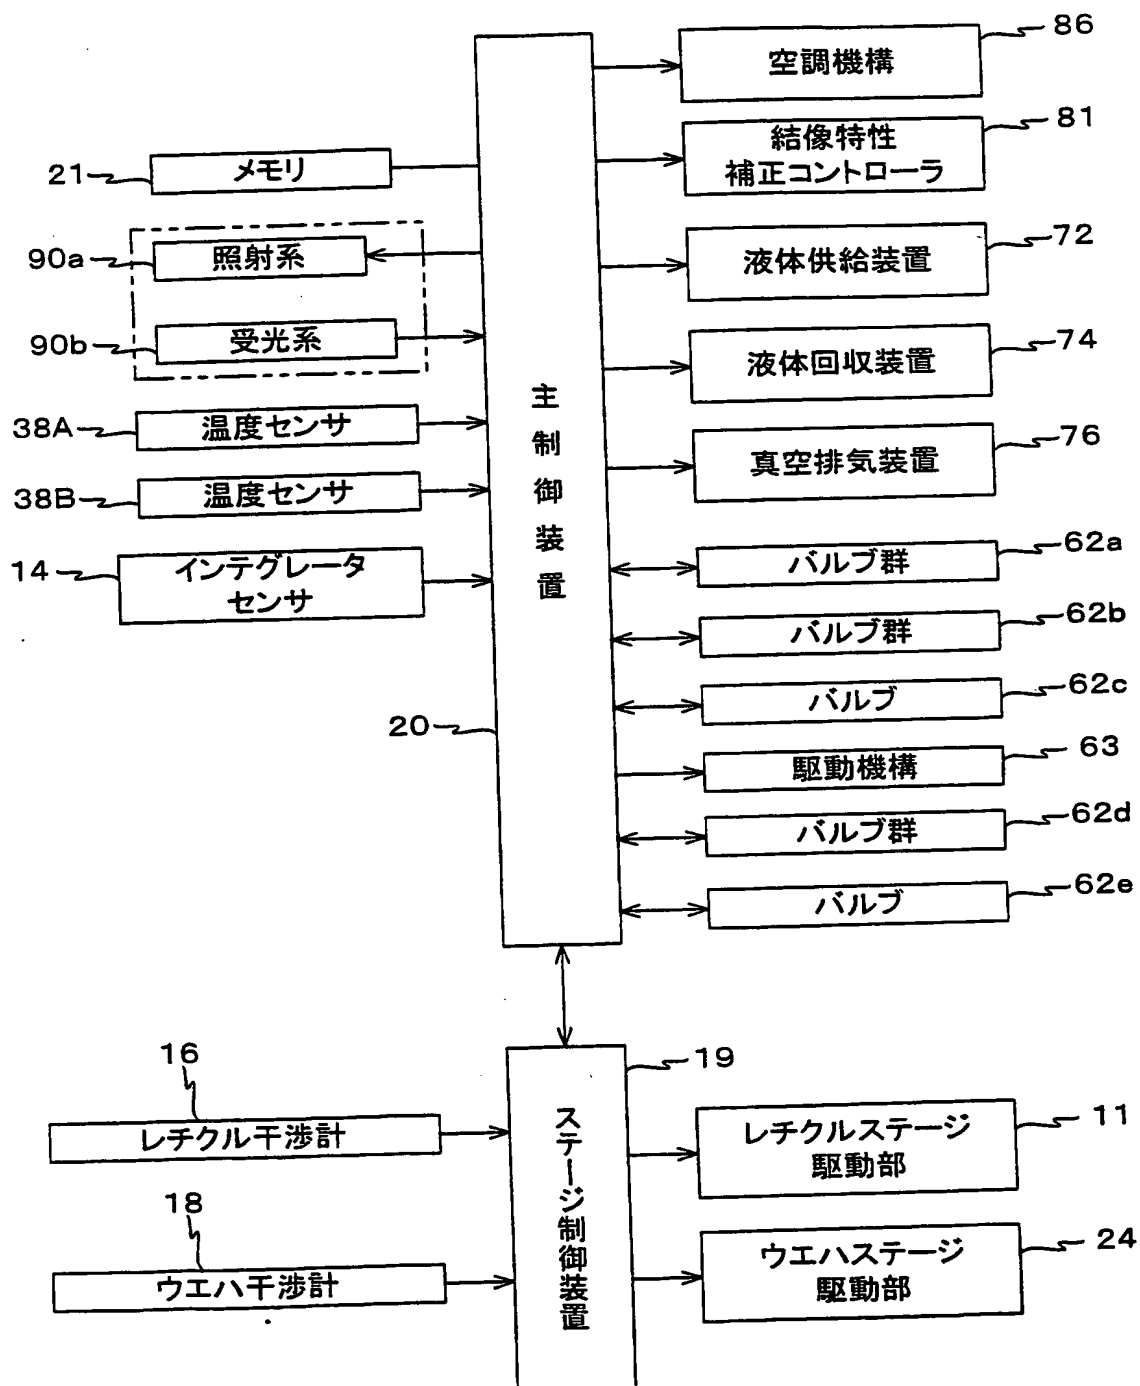 86
空調機構
81
結像特性
補正コントローラ
21
メモリ
90a
照射系
72
液体供給装置
90b
受光系
74
液体回収装置
38A
温度センサ
76
真空排気装置
38B
温度センサ
14
インテグレータ
センサ
主制御装置
20
62a
バルブ群
62b
バルブ群
62c
バルブ
63
駆動機構
62d
バルブ群
62e
バルブ
16
レチクル干渉計
19
ステージ制御装置
11
レチクルステージ
駆動部
18
ウエハ干渉計
24
ウエハステージ
駆動部